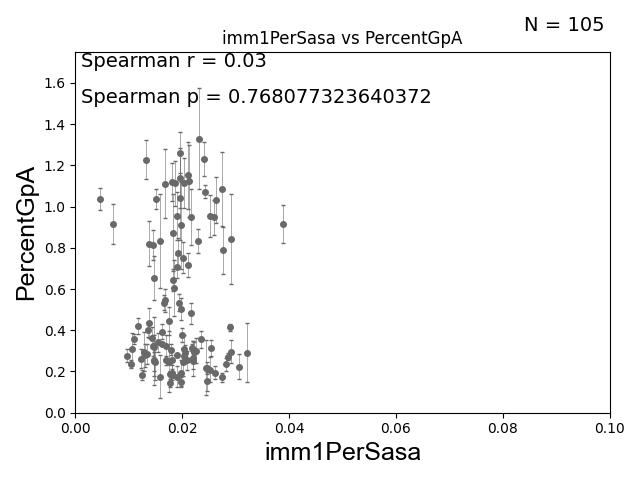 N = 105
imm1PerSasa vs PercentGpA
Spearman r = 0.03
Spearman p = 0.768077323640372
PercentGpA
1.6
1.4
1.2
1.0
0.8
0.6
0.4
0.2
0.0
0.00 0.02 0.04 0.06 0.08 0.10
imm1PerSasa